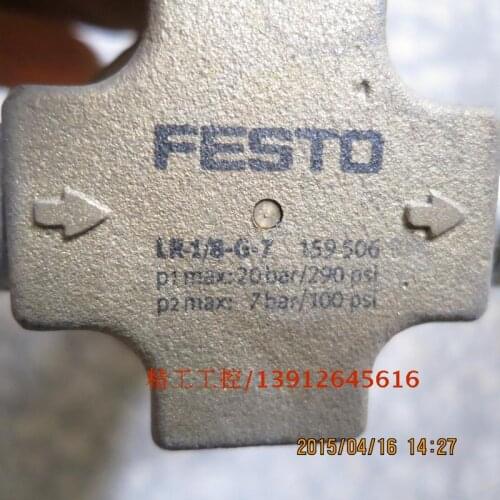 FESTO
LR-1/8-G-7 159 506
p1 max: 20 bar/290 psi
p2 max: 7 bar/100 psi
精工工控/13912645616
2015/04/16 14:27